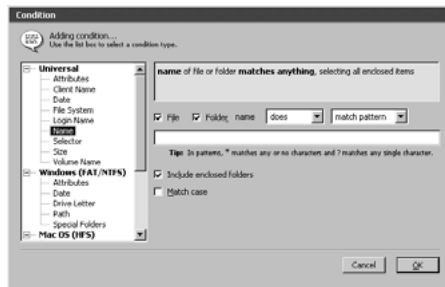 Condition
Adding condition...
Use the list box to select a condition type.
Universal
Attributes
Client Name
Date
File System
Login Name
Name
Selector
Size
Volume Name
Windows (FAT/NTFS)
Attributes
Date
Drive Letter
Path
Special Folders
Mac OS (HFS)
name of file or folder matches anything, selecting all enclosed items
File Folder name does match pattern
Tip: In patterns, * matches any or no characters and ? matches any single character.
Include enclosed folders
Match case
Cancel OK